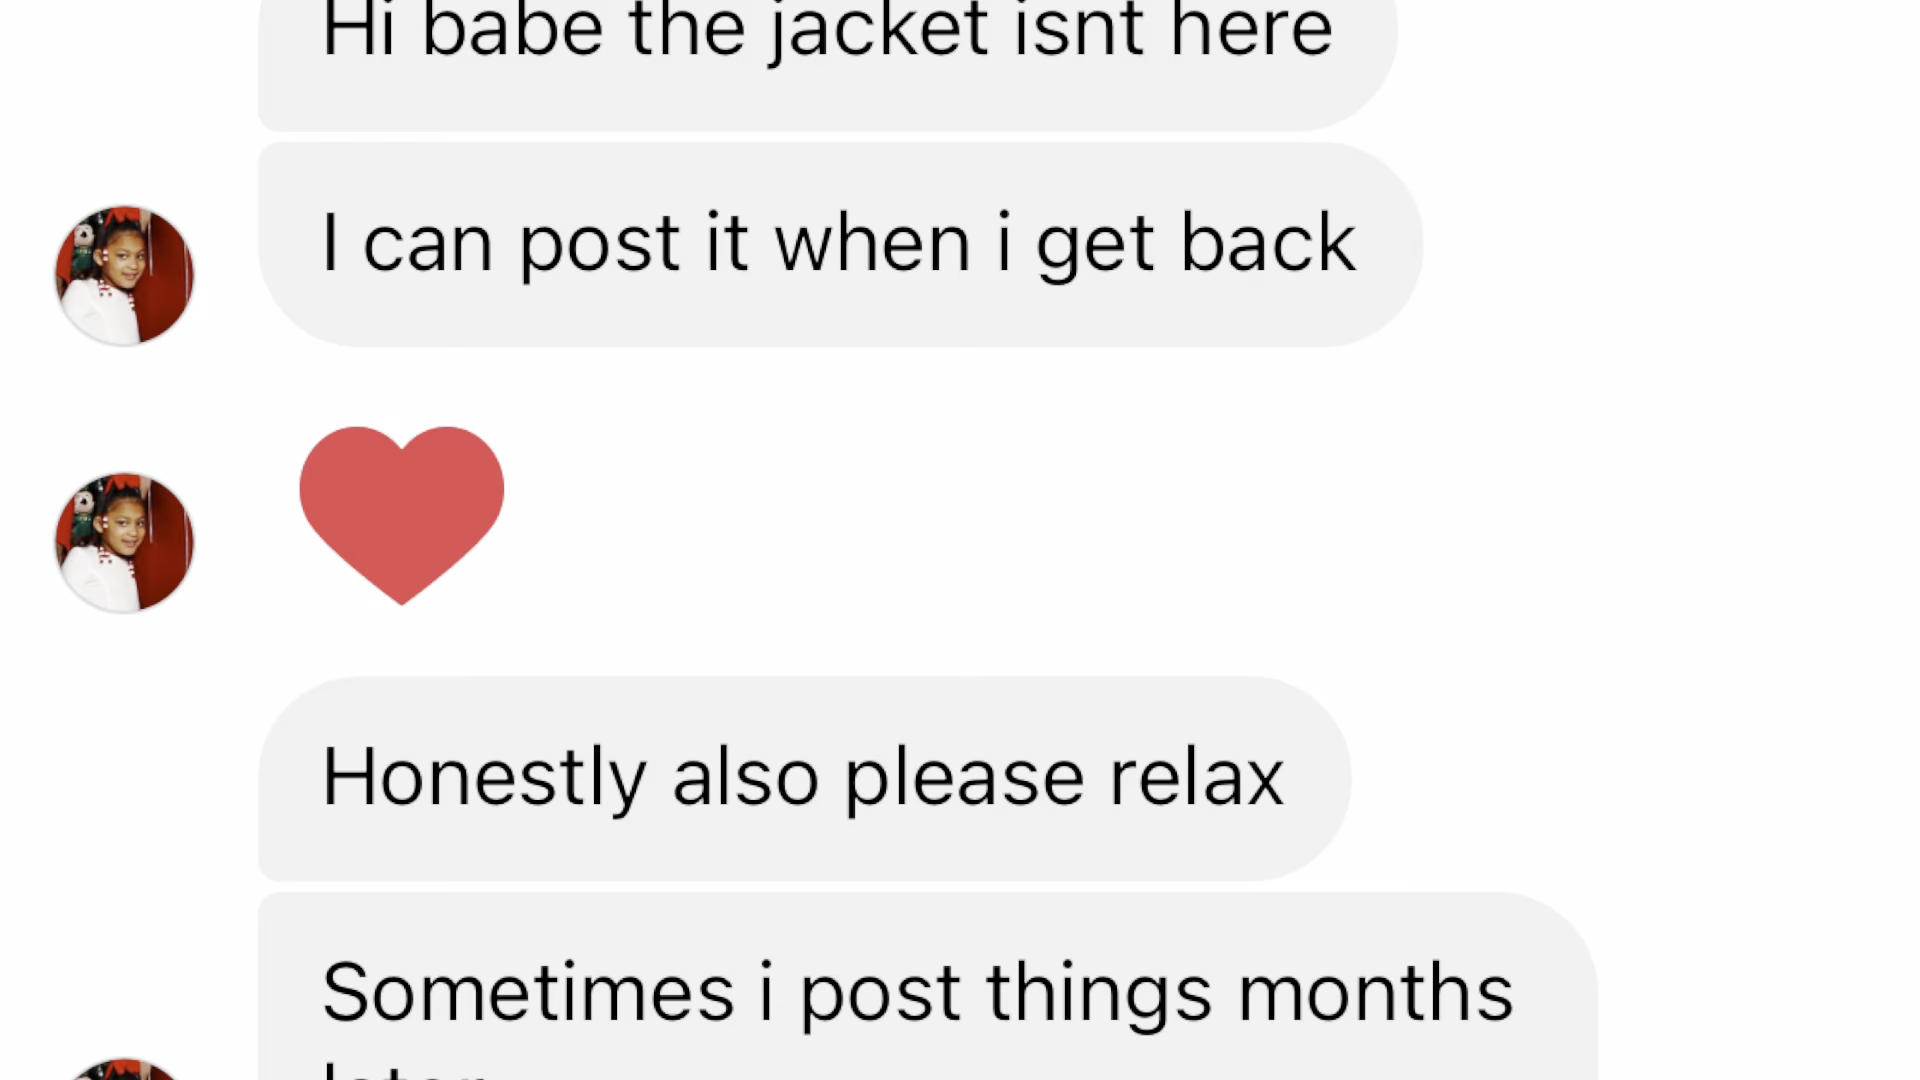 Hi babe the jacket isnt here
I can post it when i get back
Honestly also please relax
Sometimes i post things months
later